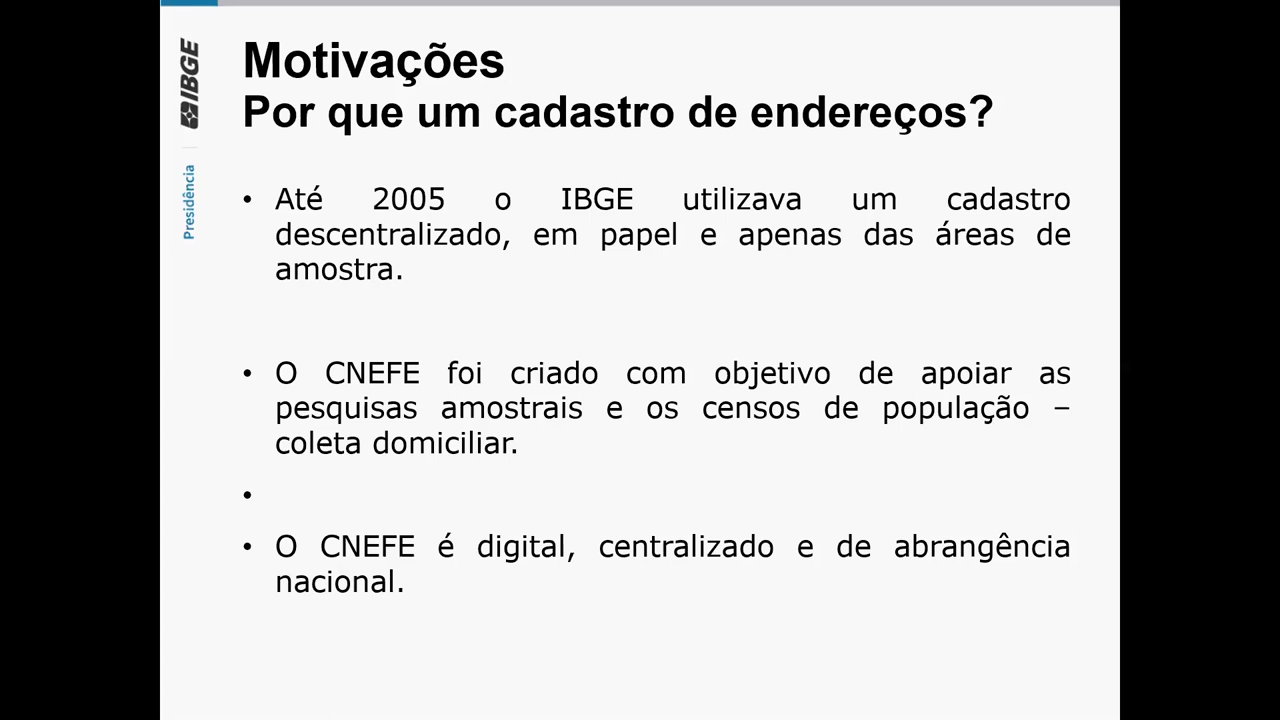 IBGE
Presidência
Motivações
Por que um cadastro de endereços?
• Até 2005 o IBGE utilizava um cadastro
descentralizado, em papel e apenas das áreas de
amostra.
• O CNEFE foi criado com objetivo de apoiar as
pesquisas amostrais e os censos de população –
coleta domiciliar.
•
• O CNEFE é digital, centralizado e de abrangência
nacional.